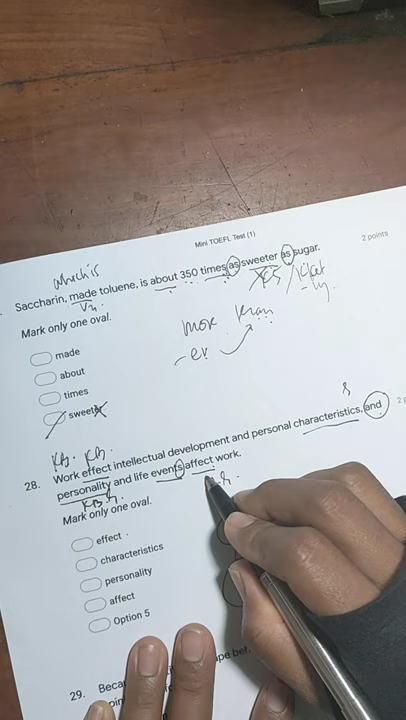 Mini TOEFL Test (1)
which is
2 points
Saccharin, made toluene, is about 350 times as sweeter as sugar.
Vn
Mark only one oval.
more than
-er
made
about
times
sweeter
28. Work effect intellectual development and personal characteristics, and
personality and life events affect work.
Mark only one oval.
effect
characteristics
personality
affect
Option 5
29.